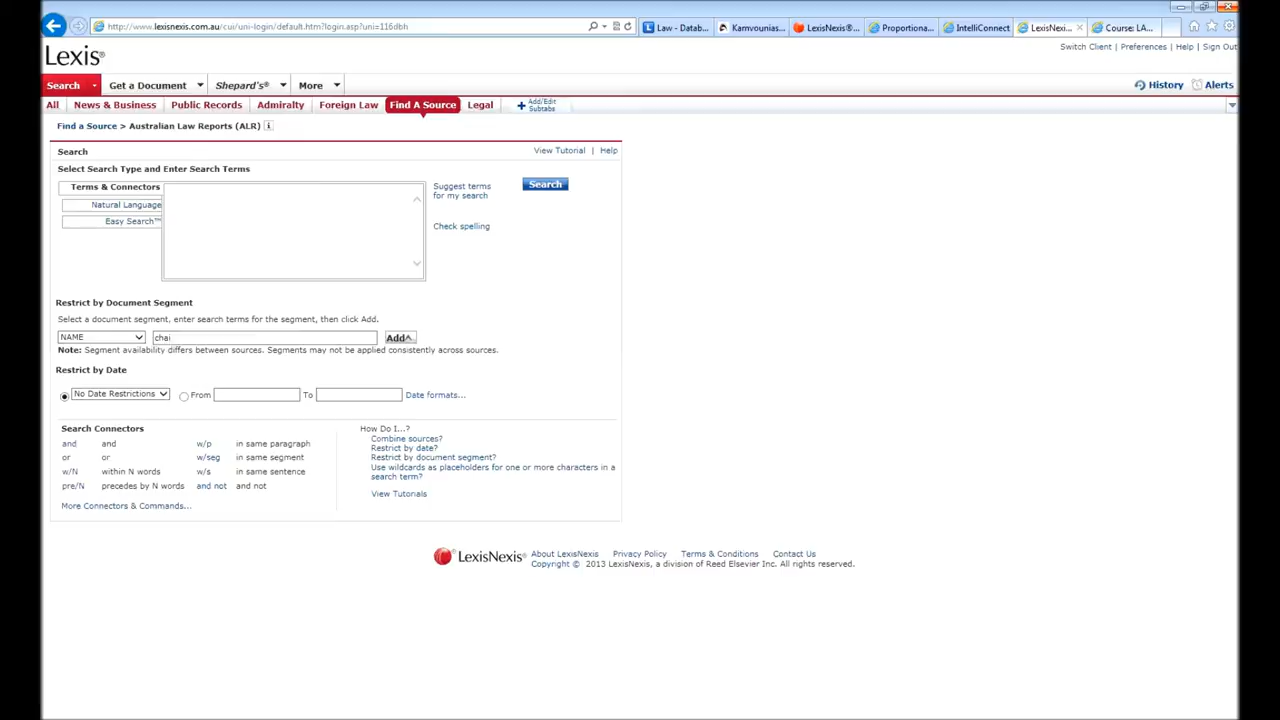 http://www.lexisnexis.com.au/cui/uni-login/default.htm?login.asp?uni=116dbh
Law - Datab...
Karmvounias...
LexisNexis®...
Proportiona...
IntelliConnect
LexisNexi...
Course: LA...
Lexis®
Switch Client | Preferences | Help | Sign Out
Search
Get a Document
Shepard's®
More
History
Alerts
All
News & Business
Public Records
Admiralty
Foreign Law
Find A Source
Legal
Add/Edit
Subtabs
Find a Source > Australian Law Reports (ALR) i
Search
View Tutorial | Help
Select Search Type and Enter Search Terms
Terms & Connectors
Natural Language
Easy Search™
Suggest terms
for my search
Check spelling
Search
Restrict by Document Segment
Select a document segment, enter search terms for the segment, then click Add.
NAME
chai
Add
Note: Segment availability differs between sources. Segments may not be applied consistently across sources.
Restrict by Date
No Date Restrictions
From
To
Date formats...
Search Connectors
and and w/p in same paragraph
or or w/seg in same segment
w/N within N words w/s in same sentence
pre/N precedes by N words and not and not
More Connectors & Commands...
How Do I...?
Combine sources?
Restrict by date?
Restrict by document segment?
Use wildcards as placeholders for one or more characters in a
search term?
View Tutorials
LexisNexis®
About LexisNexis | Privacy Policy | Terms & Conditions | Contact Us
Copyright © 2013 LexisNexis, a division of Reed Elsevier Inc. All rights reserved.